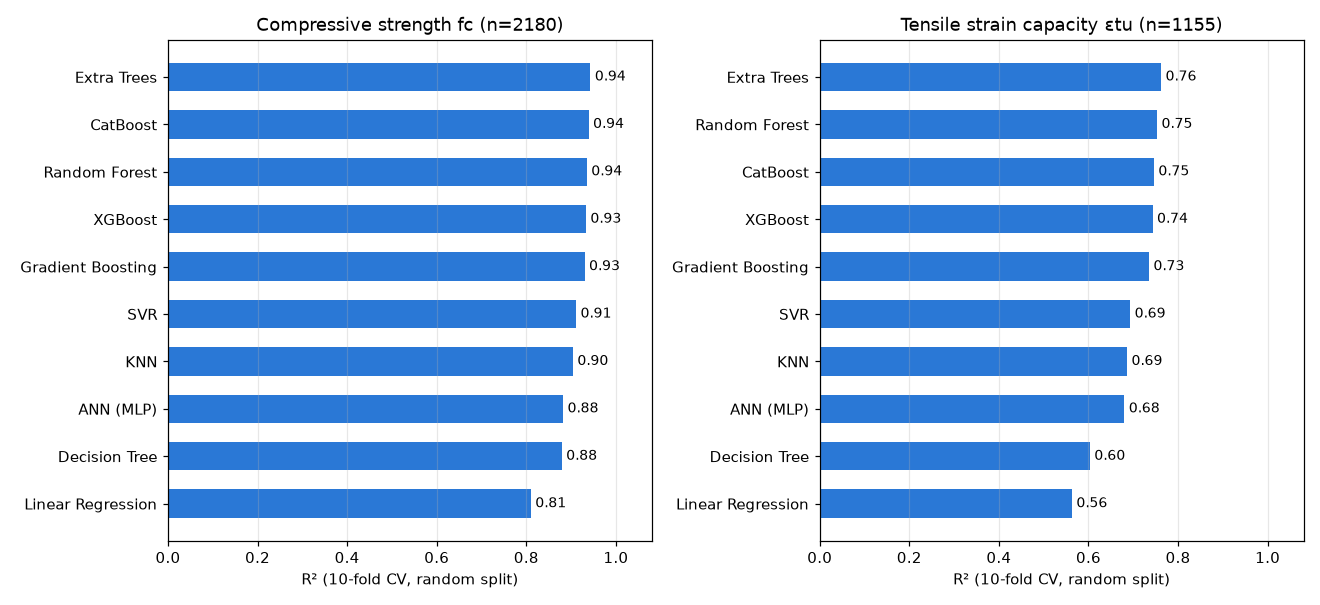 Compressive strength fc (n=2180)
Extra Trees 0.94
CatBoost 0.94
Random Forest 0.94
XGBoost 0.93
Gradient Boosting 0.93
SVR 0.91
KNN 0.90
ANN (MLP) 0.88
Decision Tree 0.88
Linear Regression 0.81
0.0 0.2 0.4 0.6 0.8 1.0
R² (10-fold CV, random split)
Tensile strain capacity εtu (n=1155)
Extra Trees 0.76
Random Forest 0.75
CatBoost 0.75
XGBoost 0.74
Gradient Boosting 0.73
SVR 0.69
KNN 0.69
ANN (MLP) 0.68
Decision Tree 0.60
Linear Regression 0.56
0.0 0.2 0.4 0.6 0.8 1.0
R² (10-fold CV, random split)